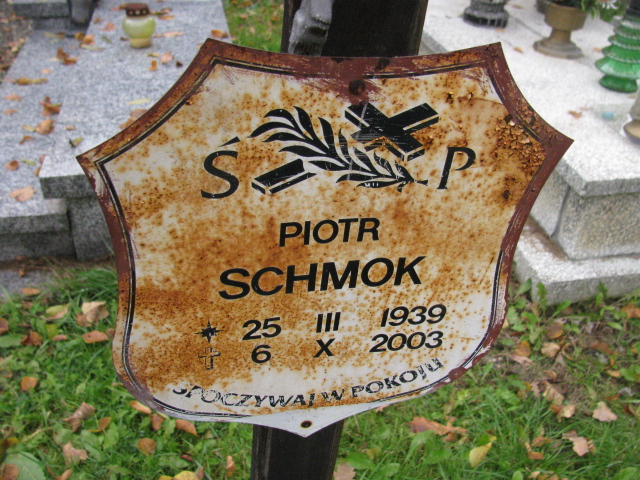 Ś P
PIOTR
SCHMOK
25 III 1939
6 X 2003
SPOCZYWAJ W POKOJU